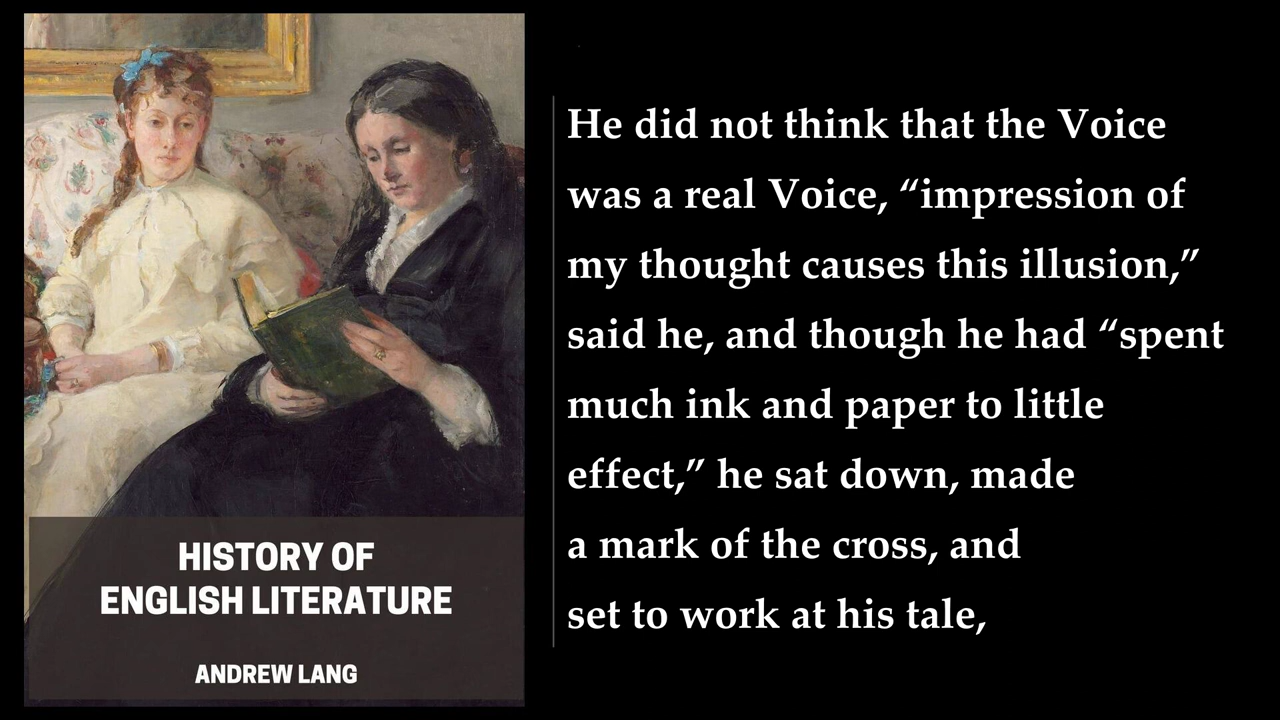 HISTORY OF
ENGLISH LITERATURE
ANDREW LANG
He did not think that the Voice
was a real Voice, “impression of
my thought causes this illusion,”
said he, and though he had “spent
much ink and paper to little
effect,” he sat down, made
a mark of the cross, and
set to work at his tale,